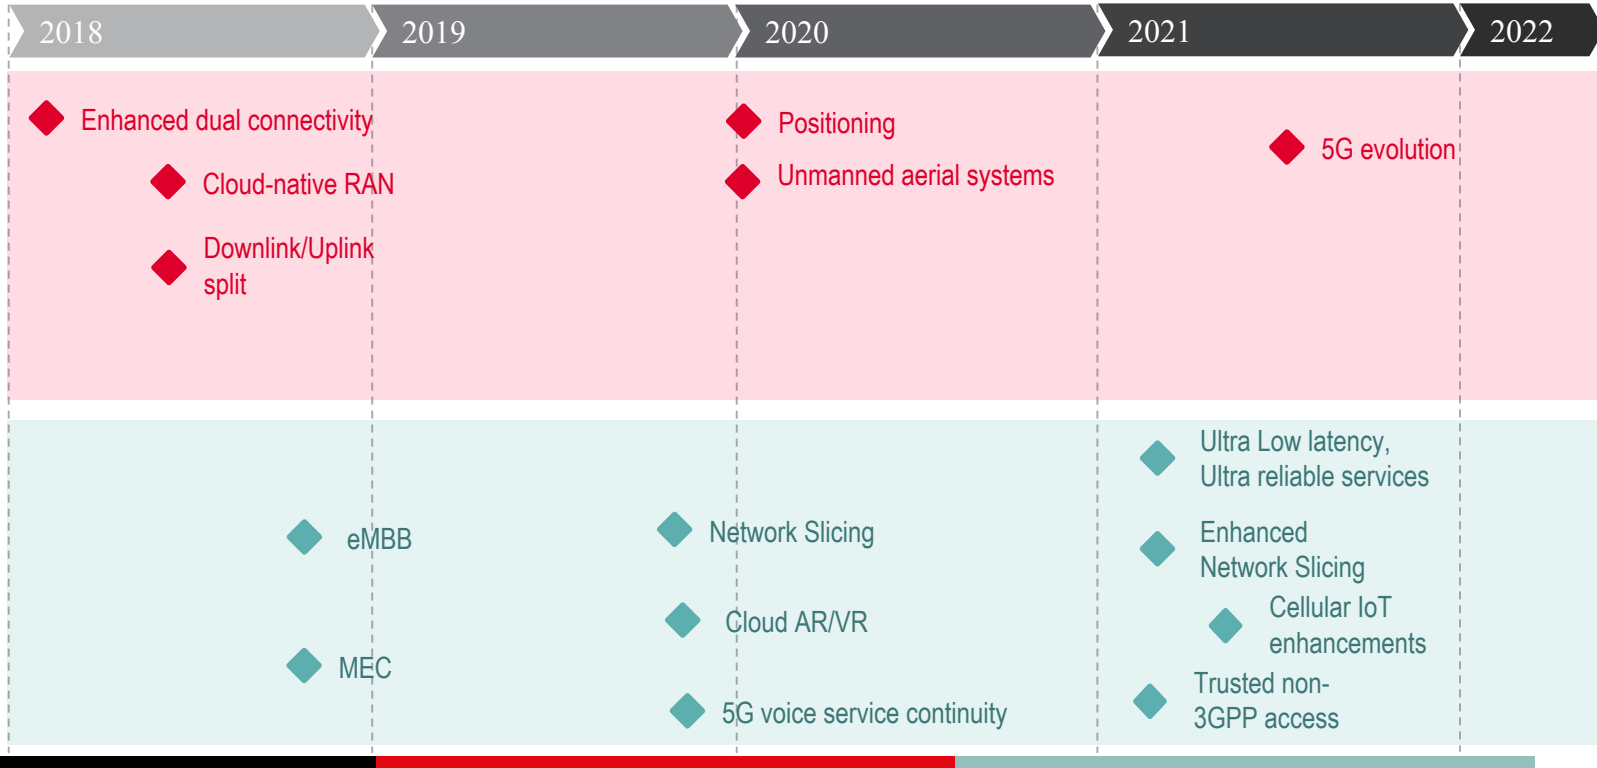 2018
2019
2020
2021
2022
Enhanced dual connectivity
Cloud-native RAN
Downlink/Uplink
split
Positioning
Unmanned aerial systems
5G evolution
eMBB
MEC
Network Slicing
Cloud AR/VR
5G voice service continuity
Ultra Low latency,
Ultra reliable services
Enhanced
Network Slicing
Cellular IoT
enhancements
Trusted non-
3GPP access